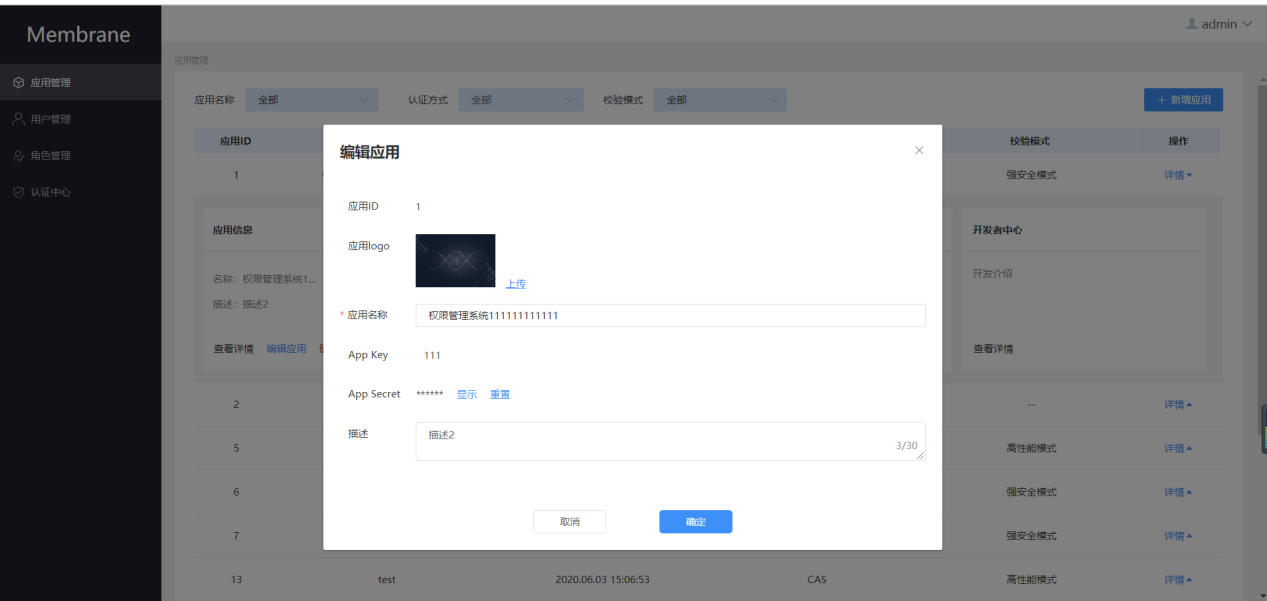 Membrane
admin
应用管理
用户管理
角色管理
认证中心
应用管理
应用名称 全部 认证方式 全部 校验模式 全部 + 新增应用
应用ID 校验模式 操作
1 强安全模式 详情
应用信息 开发者中心
名称：权限管理系统1... 开发介绍
描述：描述2
查看详情 编辑应用 查看详情
2 -- 详情
5 高性能模式 详情
6 强安全模式 详情
7 强安全模式 详情
13 test 2020.06.03 15:06:53 CAS 高性能模式 详情
编辑应用
应用ID 1
应用logo 上传
* 应用名称 权限管理系统111111111111
App Key 111
App Secret ****** 显示 重置
描述 描述2
3/30
取消 确定